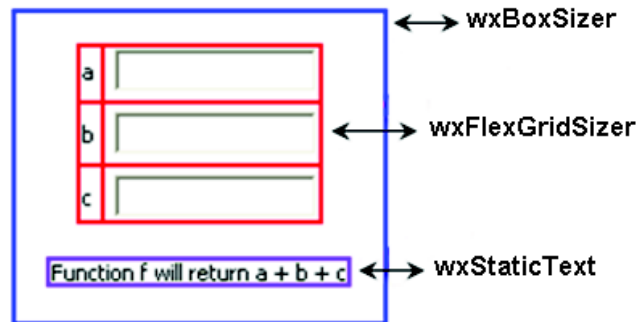 wxBoxSizer
a
b
wxFlexGridSizer
c
Function f will return a + b + c
wxStaticText